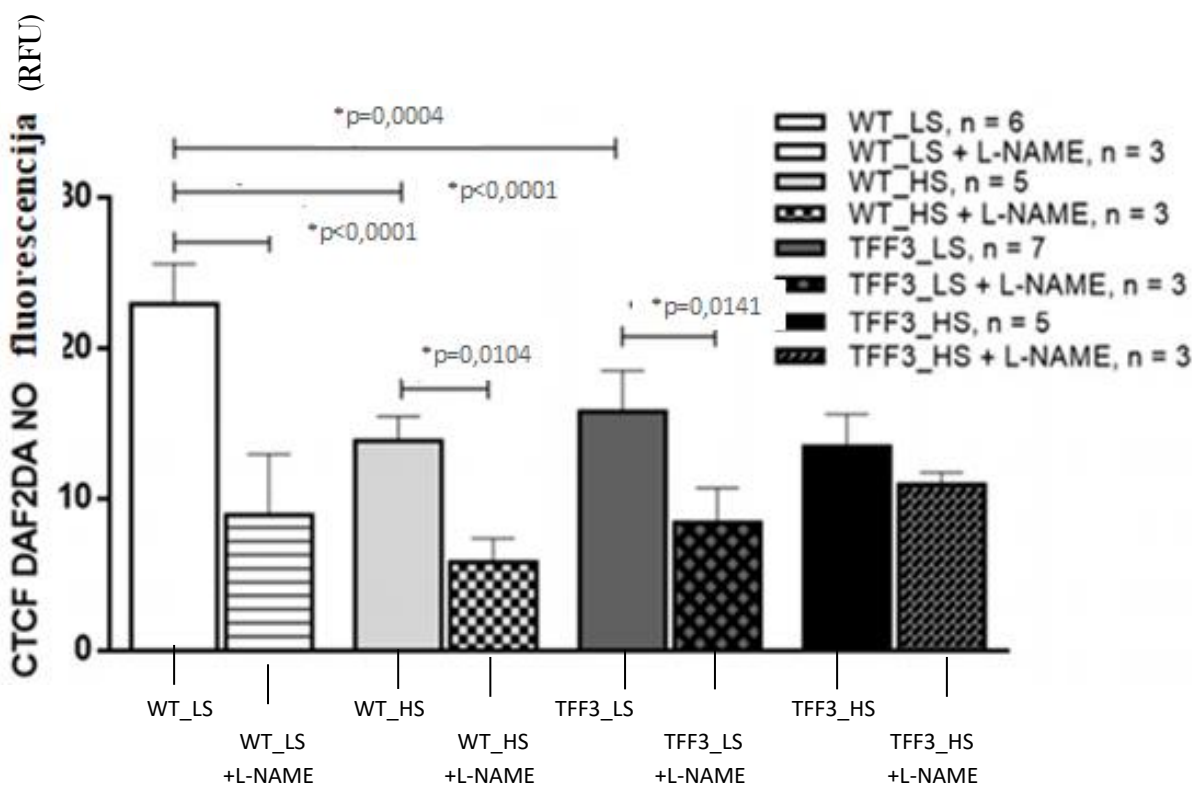 CTCF DAF2DA NO fluorescencija (RFU)
*p=0,0004
*p<0,0001
*p<0,0001
*p=0,0104
*p=0,0141
30
20
10
0
WT_LS, n = 6
WT_LS + L-NAME, n = 3
WT_HS, n = 5
WT_HS + L-NAME, n = 3
TFF3_LS, n = 7
TFF3_LS + L-NAME, n = 3
TFF3_HS, n = 5
TFF3_HS + L-NAME, n = 3
WT_LS
WT_LS
+L-NAME
WT_HS
WT_HS
+L-NAME
TFF3_LS
TFF3_LS
+L-NAME
TFF3_HS
TFF3_HS
+L-NAME